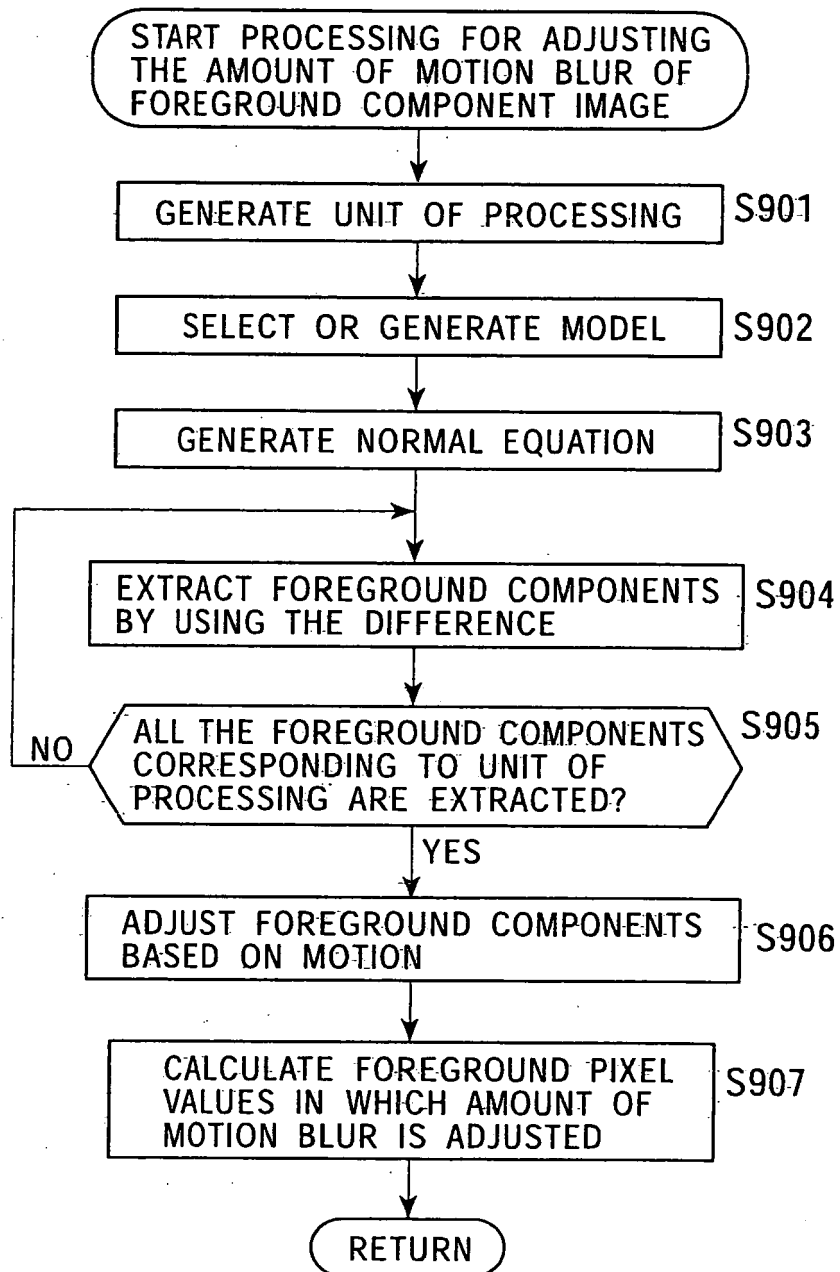 START PROCESSING FOR ADJUSTING
THE AMOUNT OF MOTION BLUR OF
FOREGROUND COMPONENT IMAGE
GENERATE UNIT OF PROCESSING
S901
SELECT OR GENERATE MODEL
S902
GENERATE NORMAL EQUATION
S903
EXTRACT FOREGROUND COMPONENTS
BY USING THE DIFFERENCE
S904
ALL THE FOREGROUND COMPONENTS
CORRESPONDING TO UNIT OF
PROCESSING ARE EXTRACTED?
S905
NO
YES
ADJUST FOREGROUND COMPONENTS
BASED ON MOTION
S906
CALCULATE FOREGROUND PIXEL
VALUES IN WHICH AMOUNT OF
MOTION BLUR IS ADJUSTED
S907
RETURN